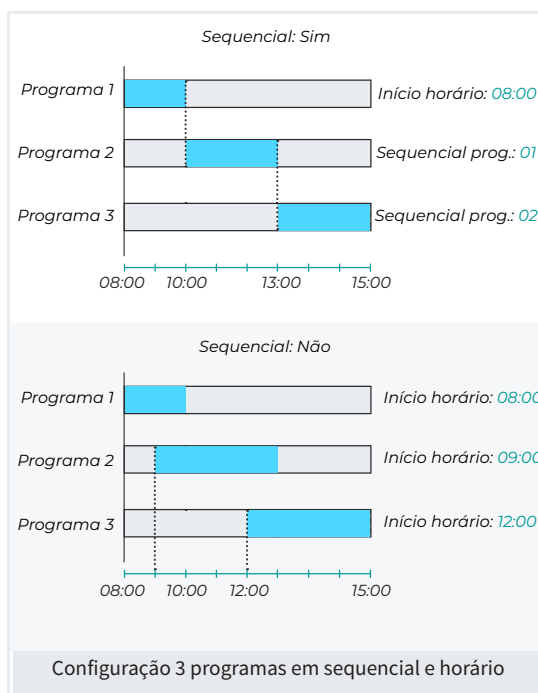 Sequencial: Sim
Programa 1
Início horário: 08:00
Programa 2
Sequencial prog.: 01
Programa 3
Sequencial prog.: 02
08:00 10:00 13:00 15:00
Sequencial: Não
Programa 1
Início horário: 08:00
Programa 2
Início horário: 09:00
Programa 3
Início horário: 12:00
08:00 10:00 12:00 15:00
Configuração 3 programas em sequencial e horário